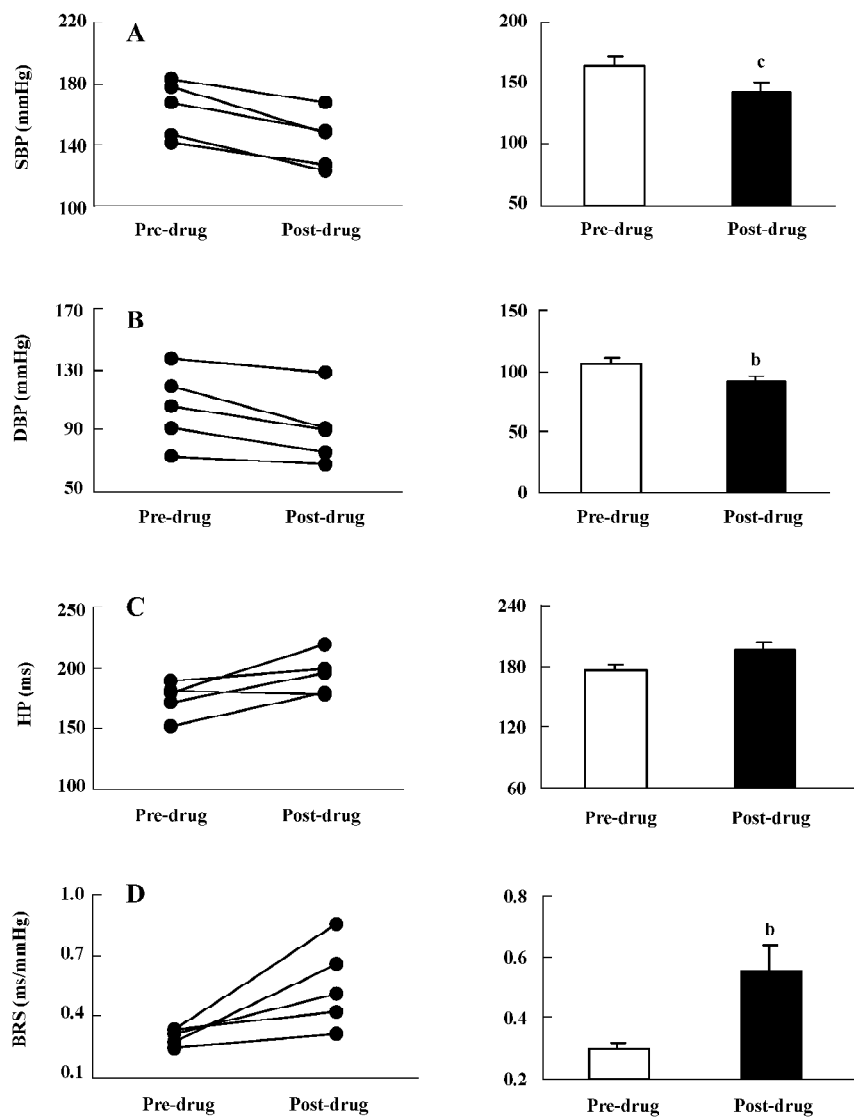 A
SBP (mmHg)
220
180
140
100
Prc-drug
Post-drug
200
150
100
50
c
Prc-drug
Post-drug
B
DBP (mmHg)
170
130
90
50
Pre-drug
Post-drug
150
100
50
0
b
Pre-drug
Post-drug
C
HP (ms)
250
200
150
100
Pre-drug
Post-drug
240
180
120
60
Pre-drug
Post-drug
D
BRS (ms/mmHg)
1.0
0.7
0.4
0.1
Pre-drug
Post-drug
0.8
0.6
0.4
0.2
b
Pre-drug
Post-drug